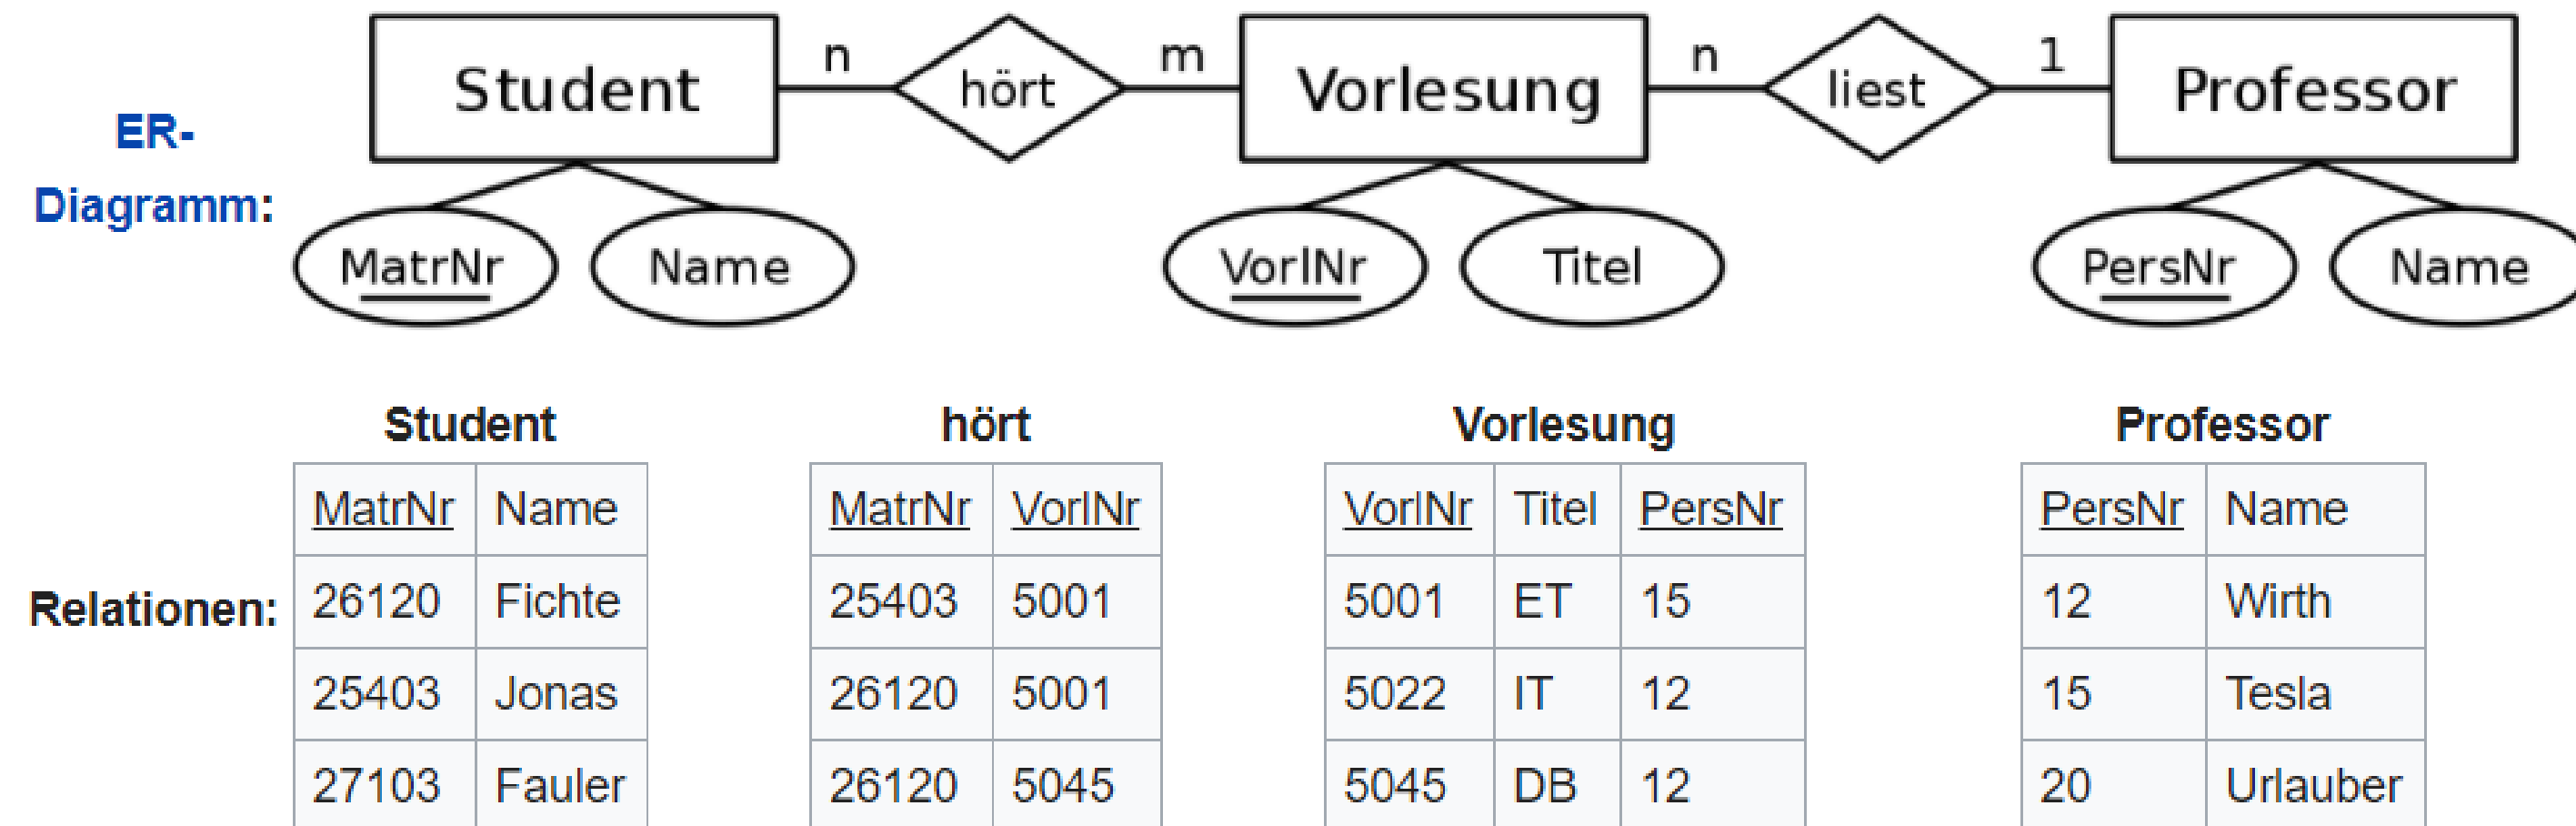 Student n hört m Vorlesung n liest 1 Professor
ER-
Diagramm:
MatrNr Name VorlNr Titel PersNr Name
Student hört Vorlesung Professor
MatrNr Name MatrNr VorlNr VorlNr Titel PersNr PersNr Name
Relationen: 26120 Fichte 25403 5001 5001 ET 15 12 Wirth
25403 Jonas 26120 5001 5022 IT 12 15 Tesla
27103 Fauler 26120 5045 5045 DB 12 20 Urlauber